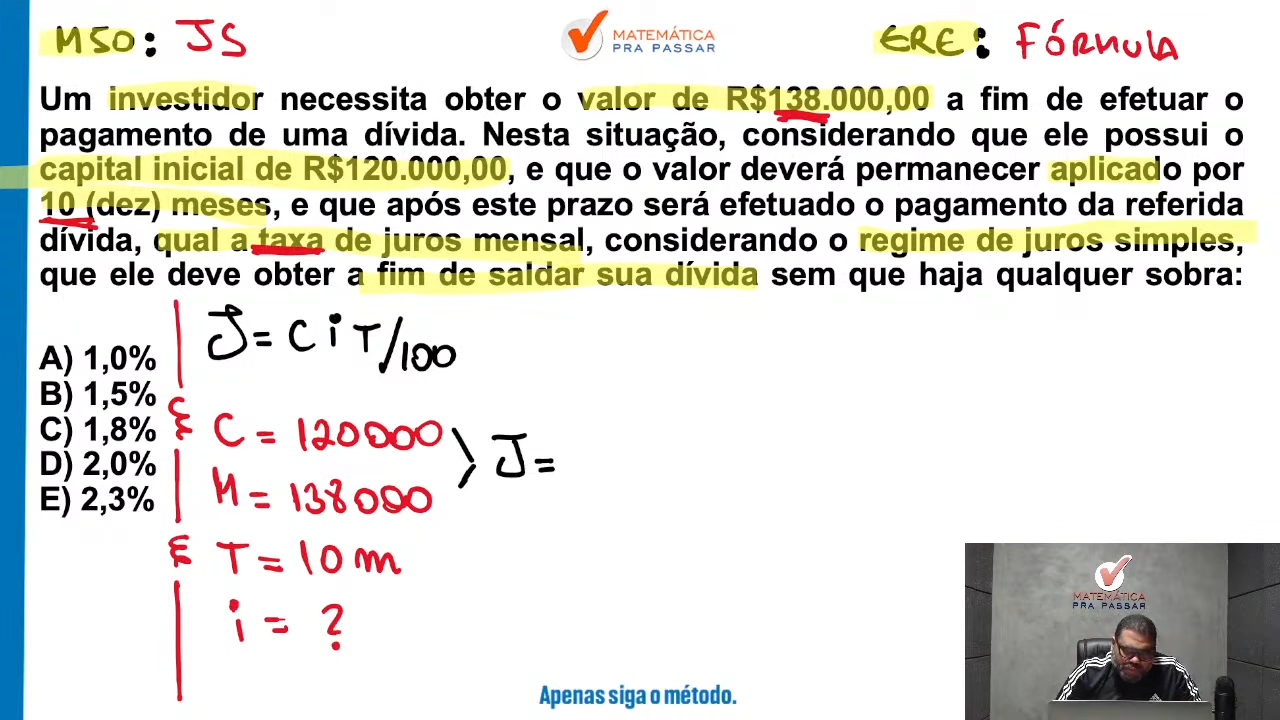 M50: JS
MATEMÁTICA
PRA PASSAR
GRE: FÓRMULA
Um investidor necessita obter o valor de R$138.000,00 a fim de efetuar o
pagamento de uma dívida. Nesta situação, considerando que ele possui o
capital inicial de R$120.000,00, e que o valor deverá permanecer aplicado por
10 (dez) meses, e que após este prazo será efetuado o pagamento da referida
dívida, qual a taxa de juros mensal, considerando o regime de juros simples,
que ele deve obter a fim de saldar sua dívida sem que haja qualquer sobra:
A) 1,0%
B) 1,5%
C) 1,8%
D) 2,0%
E) 2,3%
J = C i T/100
C = 120000
M = 138000
J =
T = 10 m
i = ?
MATEMÁTICA
PRA PASSAR
Apenas siga o método.